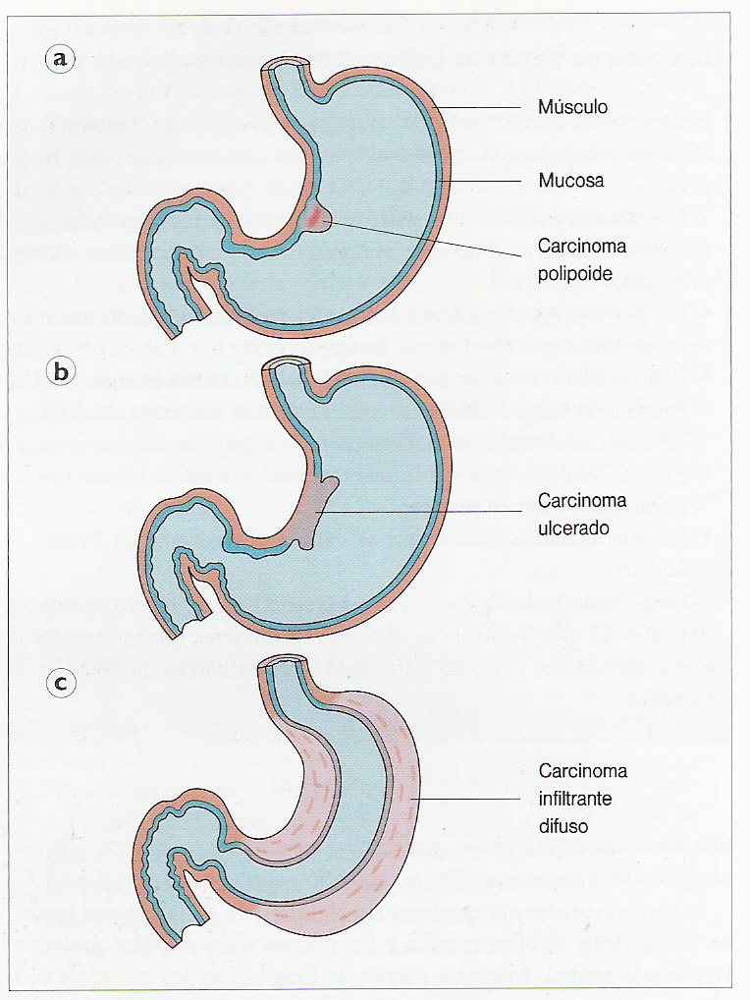 a
Músculo
Mucosa
Carcinoma
polipoide
b
Carcinoma
ulcerado
c
Carcinoma
infiltrante
difuso